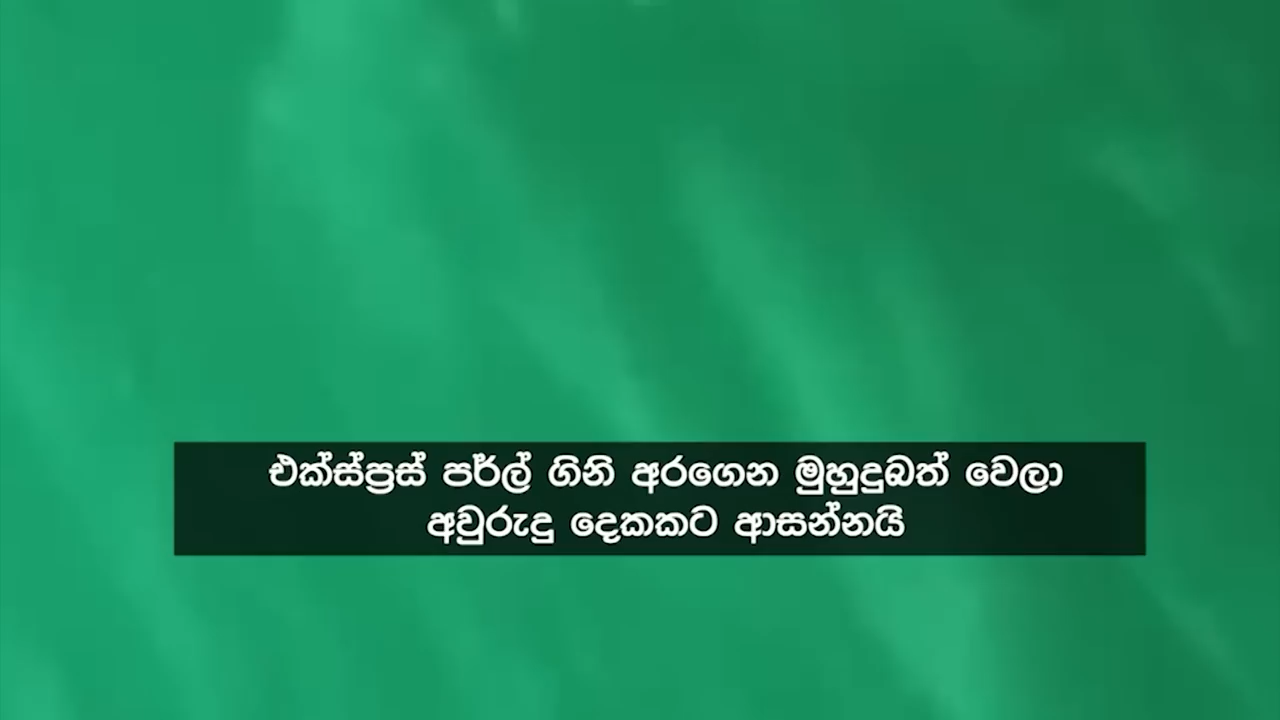 එක්ස්ප්‍රස් පර්ල් ගිනි අරගෙන මුහුදුබත් වෙලා
අවුරුදු දෙකකට ආසන්නයි